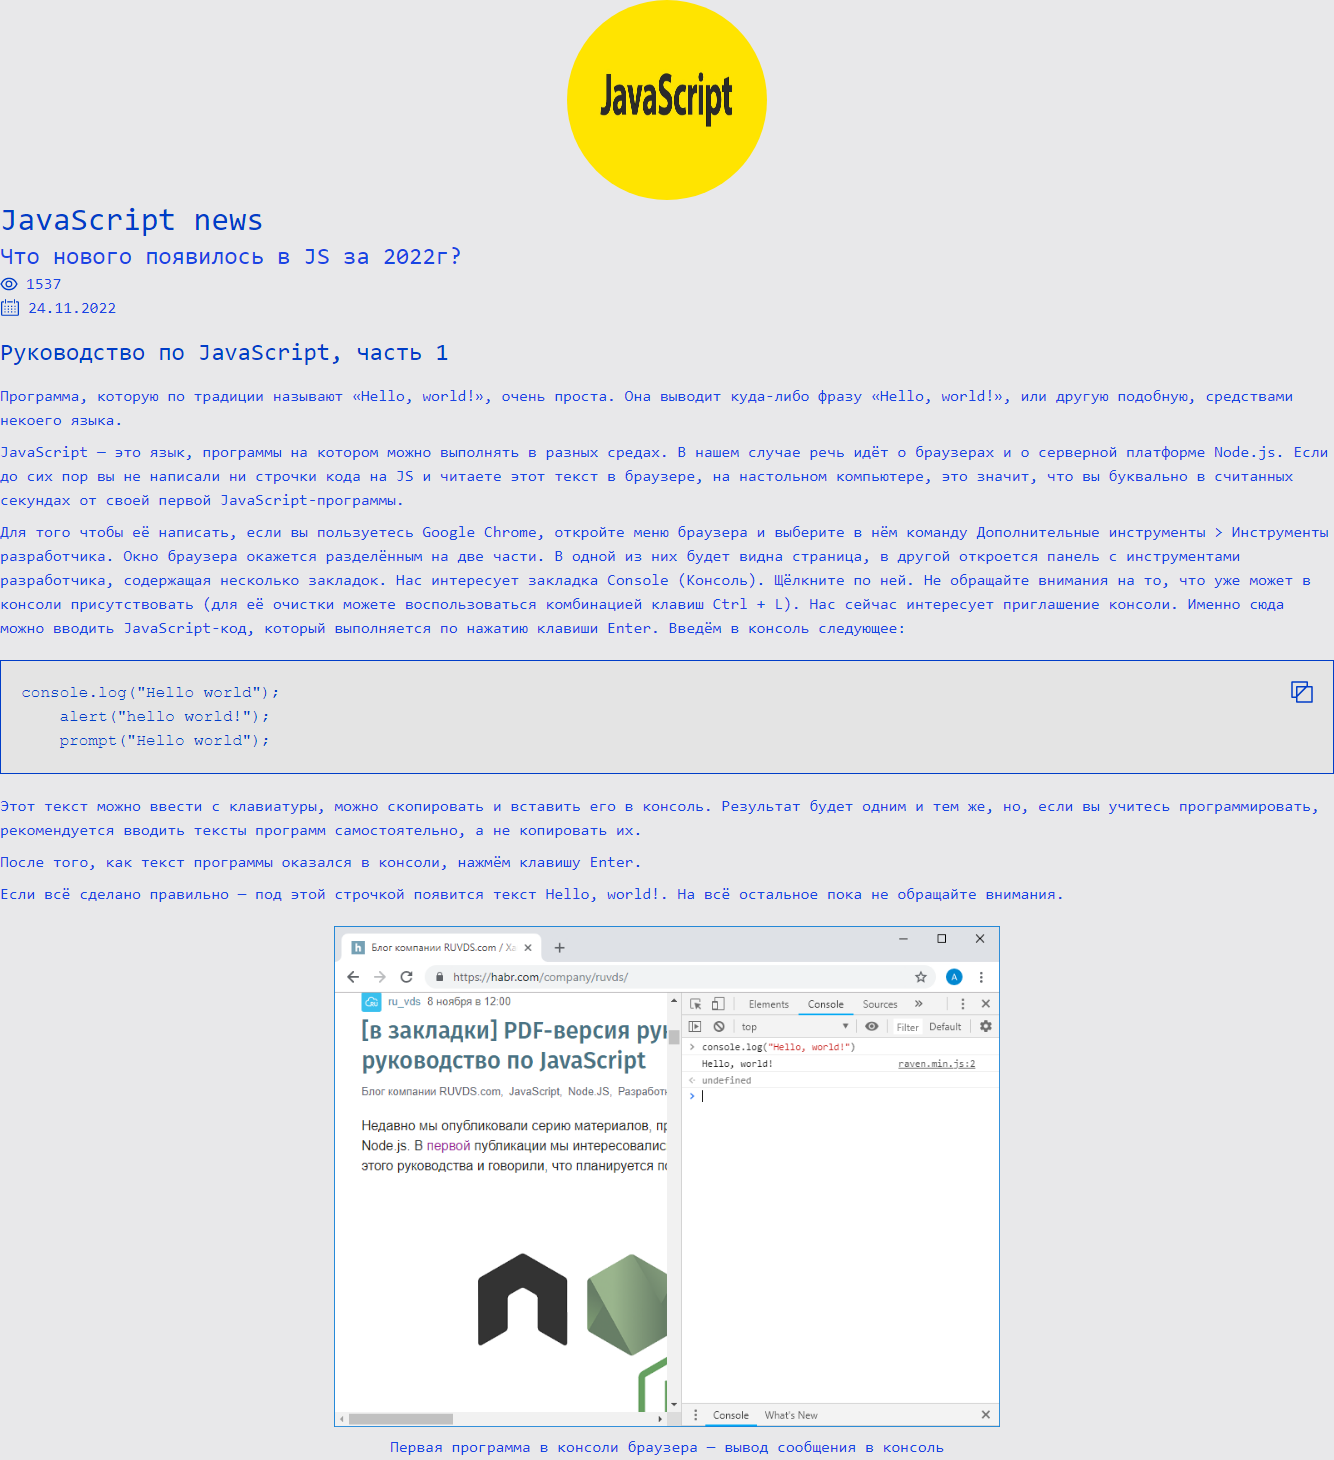 JavaScript
JavaScript news
Что нового появилось в JS за 2022г?
1537
24.11.2022
Руководство по JavaScript, часть 1
Программа, которую по традиции называют «Hello, world!», очень проста. Она выводит куда-либо фразу «Hello, world!», или другую подобную, средствами
некоего языка.
JavaScript — это язык, программы на котором можно выполнять в разных средах. В нашем случае речь идёт о браузерах и о серверной платформе Node.js. Если
до сих пор вы не написали ни строчки кода на JS и читаете этот текст в браузере, на настольном компьютере, это значит, что вы буквально в считанных
секундах от своей первой JavaScript-программы.
Для того чтобы её написать, если вы пользуетесь Google Chrome, откройте меню браузера и выберите в нём команду Дополнительные инструменты > Инструменты
разработчика. Окно браузера окажется разделённым на две части. В одной из них будет видна страница, в другой откроется панель с инструментами
разработчика, содержащая несколько закладок. Нас интересует закладка Console (Консоль). Щёлкните по ней. Не обращайте внимания на то, что уже может в
консоли присутствовать (для её очистки можете воспользоваться комбинацией клавиш Ctrl + L). Нас сейчас интересует приглашение консоли. Именно сюда
можно вводить JavaScript-код, который выполняется по нажатию клавиши Enter. Введём в консоль следующее:
console.log("Hello world");
alert("hello world!");
prompt("Hello world");
Этот текст можно ввести с клавиатуры, можно скопировать и вставить его в консоль. Результат будет одним и тем же, но, если вы учитесь программировать,
рекомендуется вводить тексты программ самостоятельно, а не копировать их.
После того, как текст программы оказался в консоли, нажмём клавишу Enter.
Если всё сделано правильно — под этой строчкой появится текст Hello, world!. На всё остальное пока не обращайте внимания.
Блог компании RUVDS.com / Ха
https://habr.com/company/ruvds/
A
ru_vds 8 ноября в 12:00
[в закладки] PDF-версия рук
руководство по JavaScript
Блог компании RUVDS.com, JavaScript, Node.JS, Разработк
Недавно мы опубликовали серию материалов, пр
Node.js. В первой публикации мы интересовалис
этого руководства и говорили, что планируется по
Elements Console Sources »
top Filter Default
console.log("Hello, world!")
Hello, world! raven.min.js:2
undefined
Console What's New
Первая программа в консоли браузера — вывод сообщения в консоль